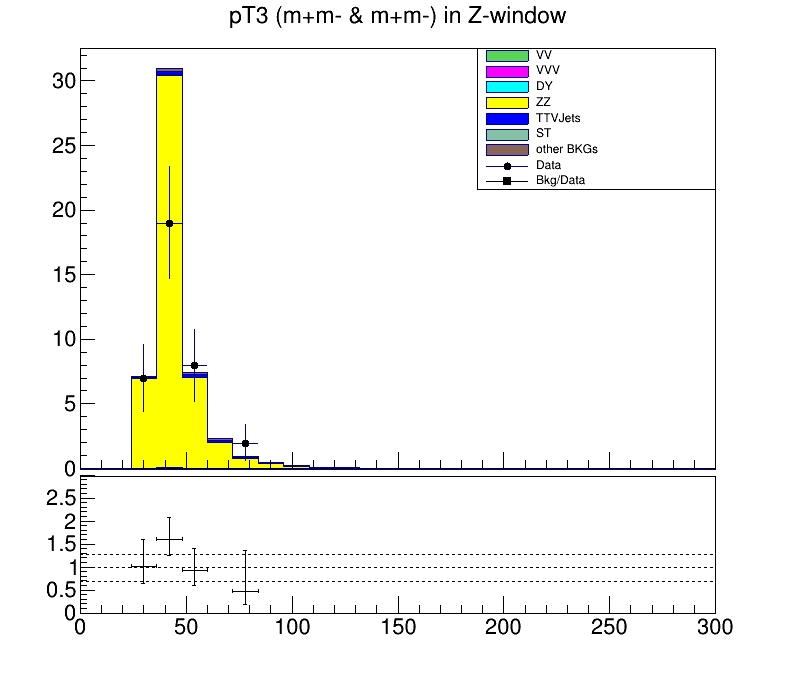 pT3 (m+m- & m+m-) in Z-window
VV
VVV
DY
ZZ
TTVJets
ST
other BKGs
Data
Bkg/Data
30
25
20
15
10
5
0
2.5
2
1.5
1
0.5
0
0 50 100 150 200 250 300